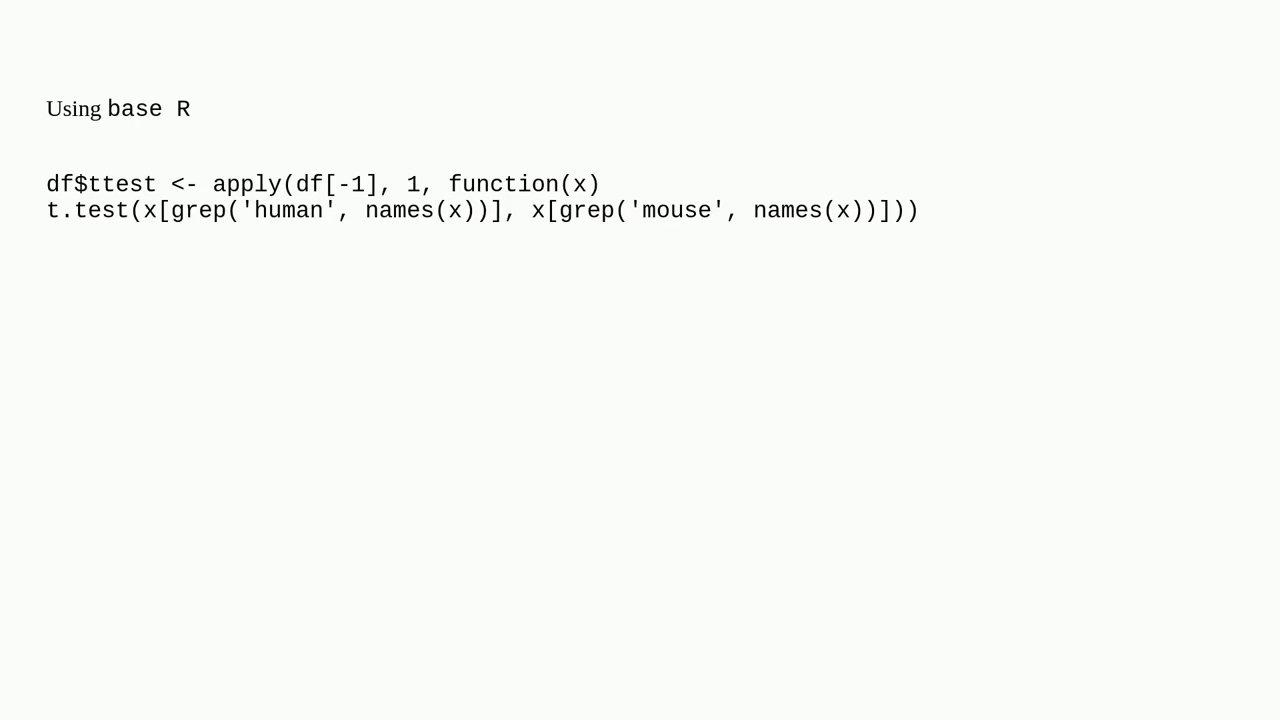 Using base R
df$ttest <- apply(df[-1], 1, function(x)
t.test(x[grep('human', names(x))], x[grep('mouse', names(x))]))